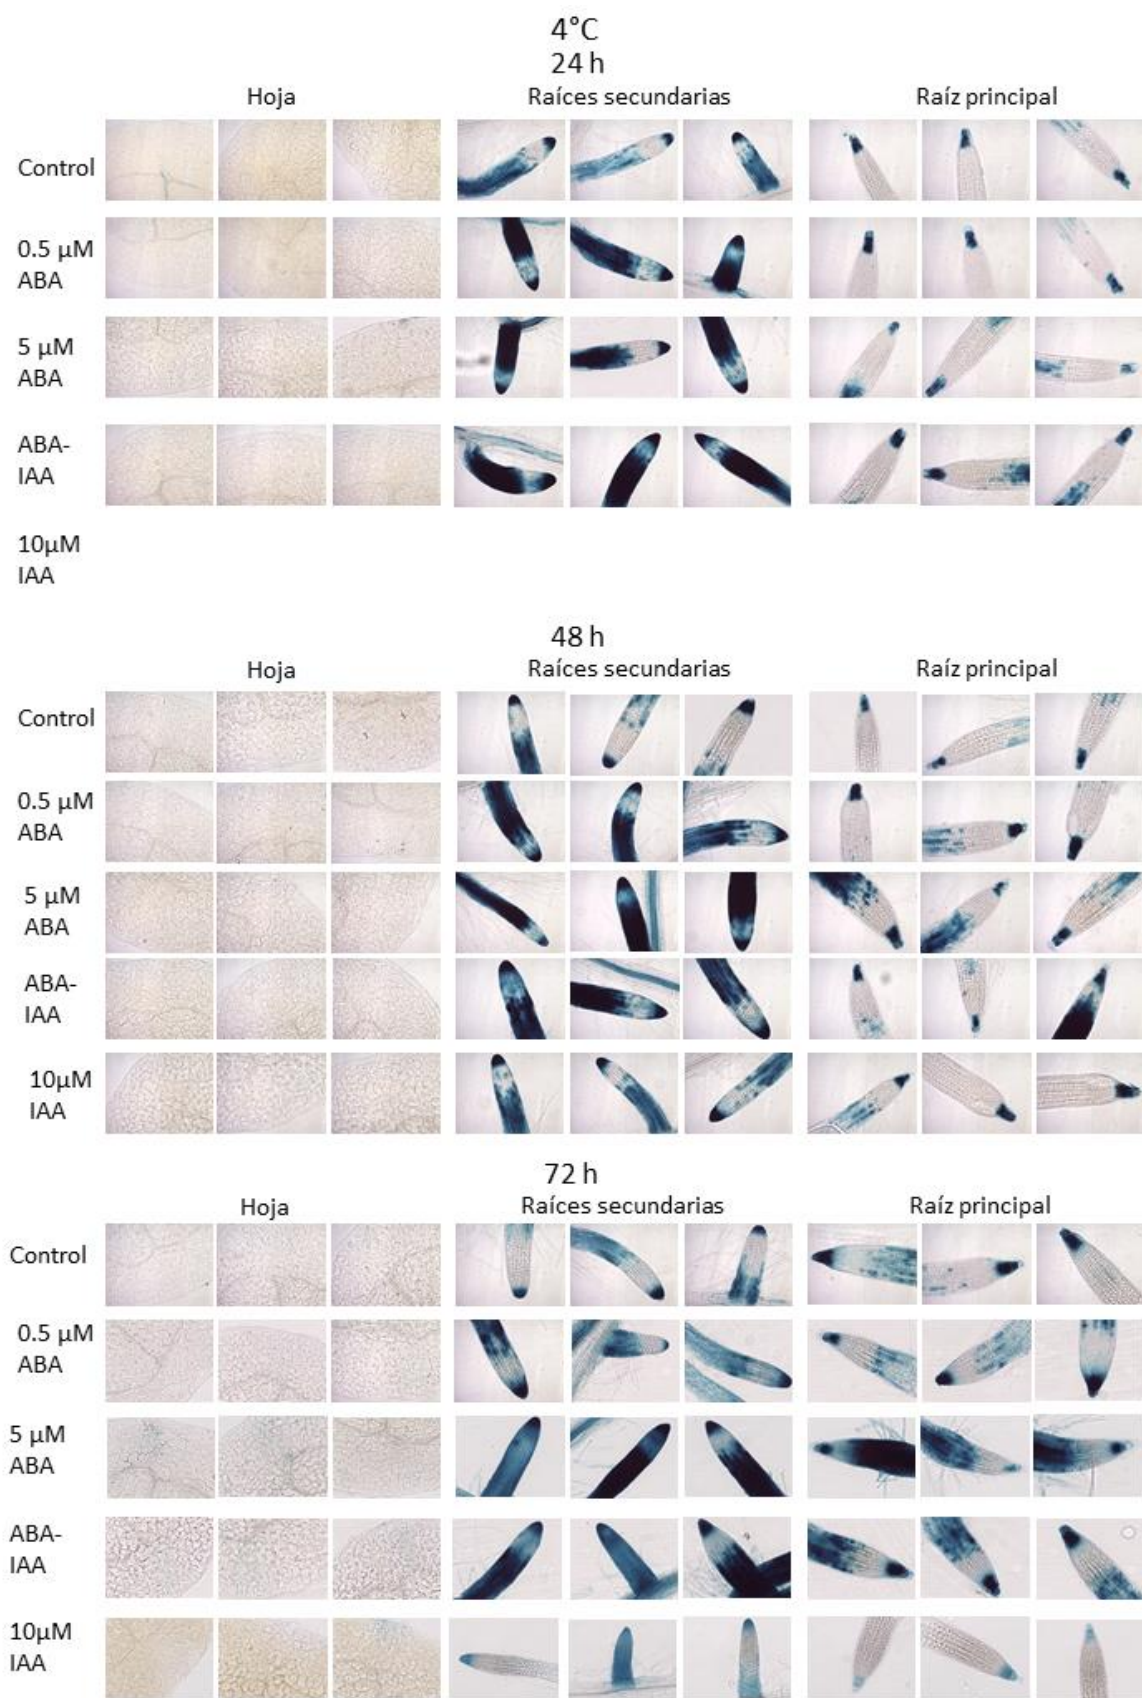 4°C
24 h
Hoja Raíces secundarias Raíz principal
Control
0.5 µM
ABA
5 µM
ABA
ABA-
IAA
10µM
IAA
48 h
Hoja Raíces secundarias Raíz principal
Control
0.5 µM
ABA
5 µM
ABA
ABA-
IAA
10µM
IAA
72 h
Hoja Raíces secundarias Raíz principal
Control
0.5 µM
ABA
5 µM
ABA
ABA-
IAA
10µM
IAA